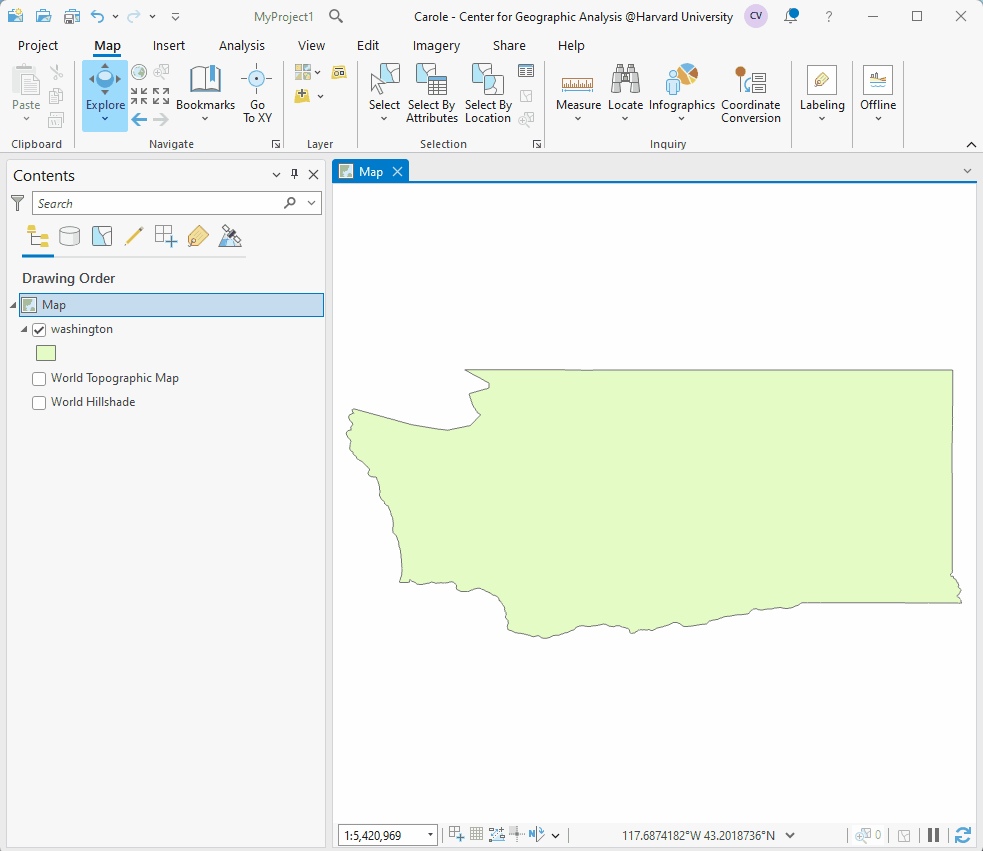 MyProject1
Carole - Center for Geographic Analysis @Harvard University
CV
?
Project Map Insert Analysis View Edit Imagery Share Help
Paste
Explore
Bookmarks
Go To XY
Select
Select By Attributes
Select By Location
Measure
Locate
Infographics
Coordinate Conversion
Labeling
Offline
Clipboard
Navigate
Layer
Selection
Inquiry
Contents
Map
Search
Drawing Order
Map
washington
World Topographic Map
World Hillshade
1:5,420,969
N
117.6874182°W 43.2018736°N
0